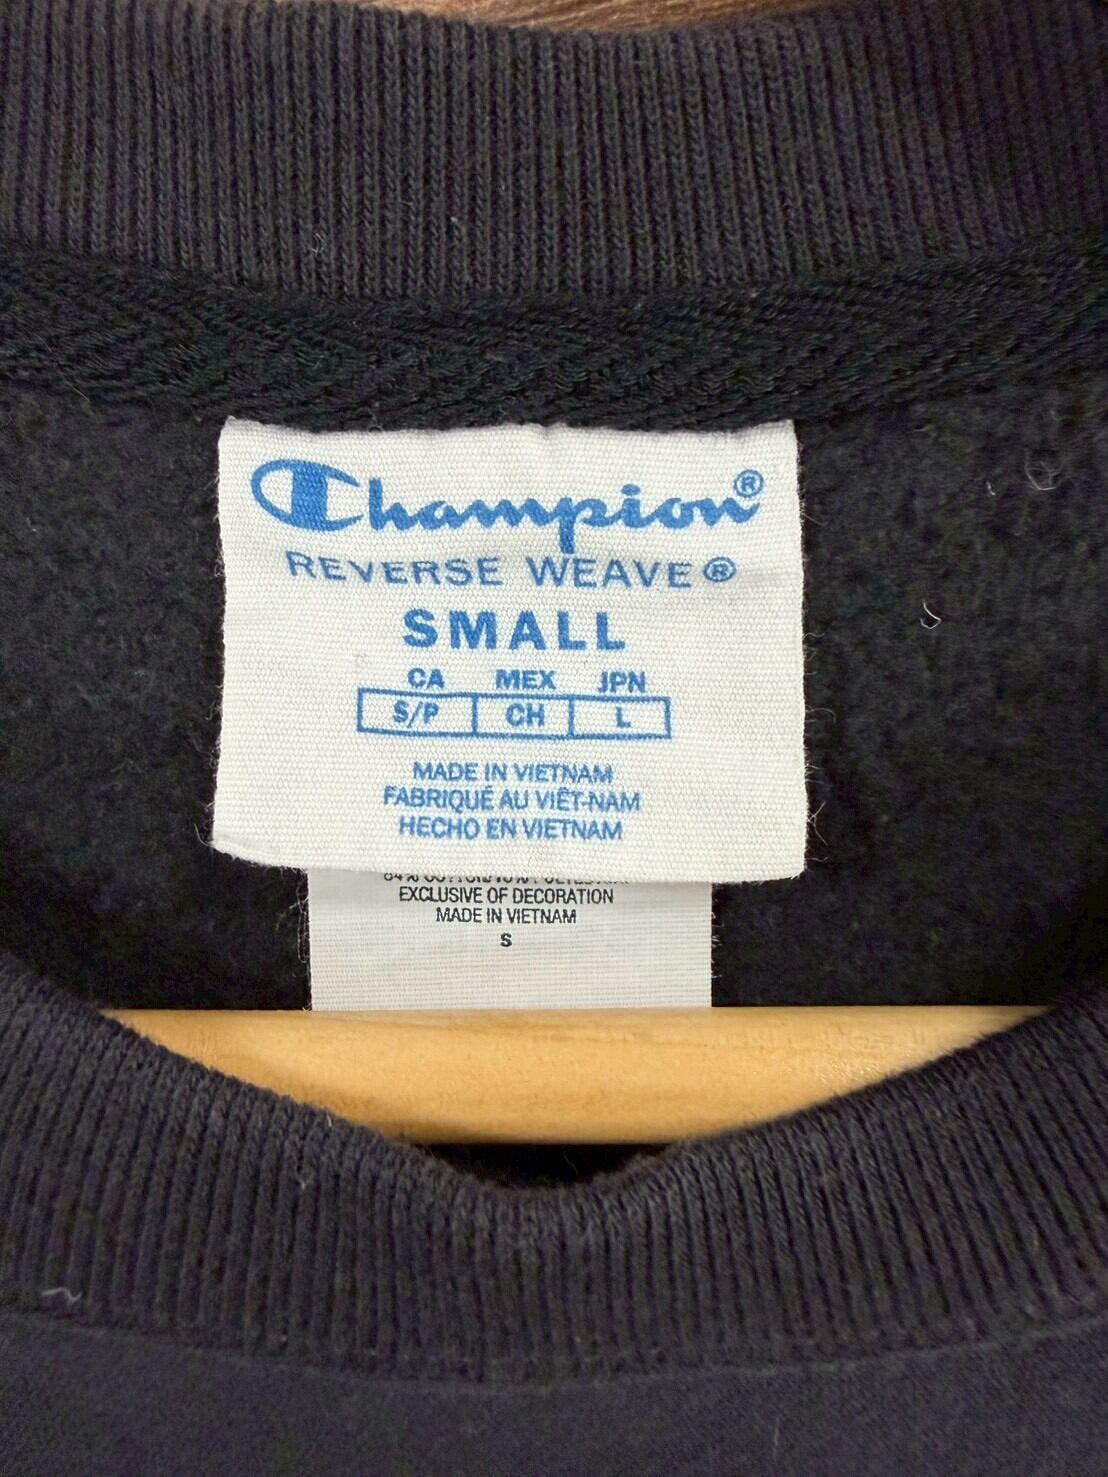 Champion®
REVERSE WEAVE®
SMALL
CA MEX JPN
S/P CH L
MADE IN VIETNAM
FABRIQUÉ AU VIÊT-NAM
HECHO EN VIETNAM
EXCLUSIVE OF DECORATION
MADE IN VIETNAM
S